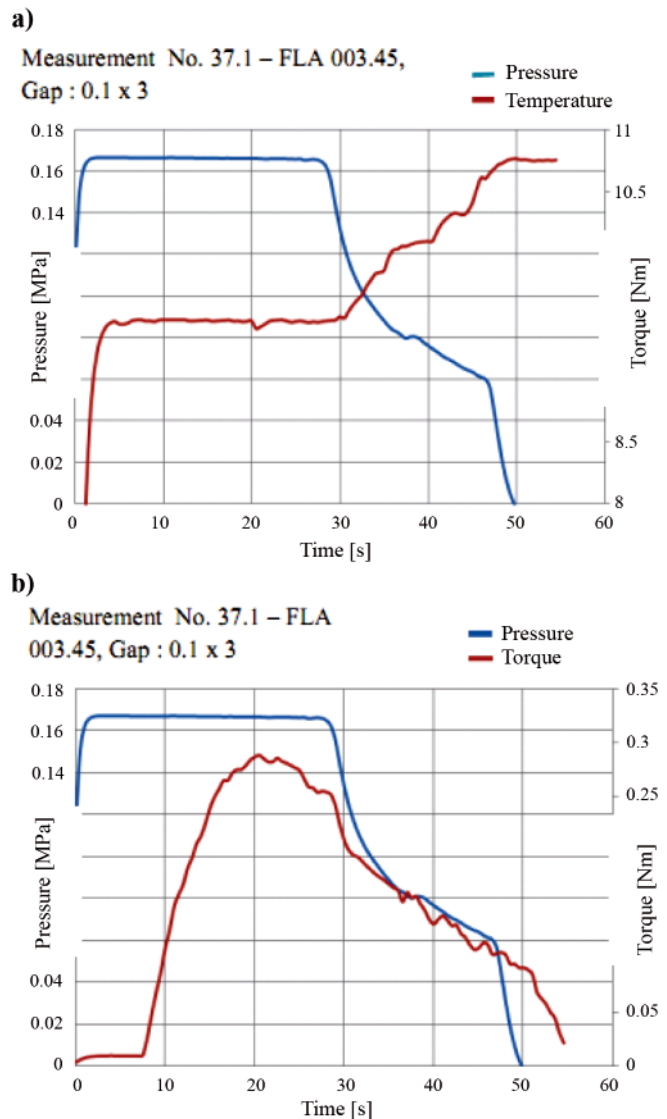 a)
Measurement No. 37.1 – FLA 003.45,
Gap : 0.1 x 3
Pressure
Temperature
0.18
0.16
0.14
0.04
0.02
0
Pressure [MPa]
11
10.5
8.5
8
Torque [Nm]
0 10 20 30 40 50 60
Time [s]
b)
Measurement No. 37.1 – FLA
003.45, Gap : 0.1 x 3
Pressure
Torque
0.18
0.16
0.14
0.04
0.02
0
Pressure [MPa]
0.35
0.3
0.25
0.05
0
Torque [Nm]
0 10 20 30 40 50 60
Time [s]